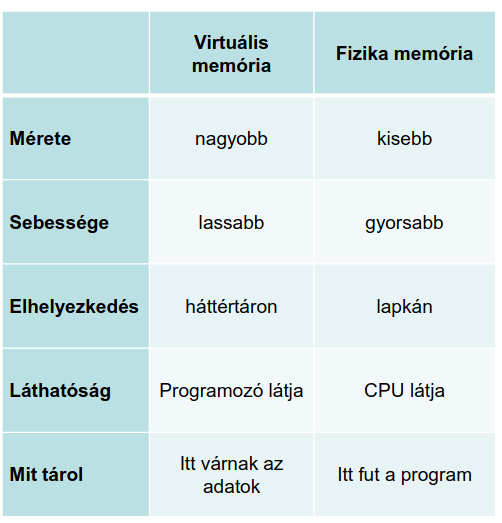 Virtuális
memória
Fizika memória
Mérete
nagyobb
kisebb
Sebessége
lassabb
gyorsabb
Elhelyezkedés
háttértáron
lapkán
Láthatóság
Programozó látja
CPU látja
Mit tárol
Itt várnak az
adatok
Itt fut a program